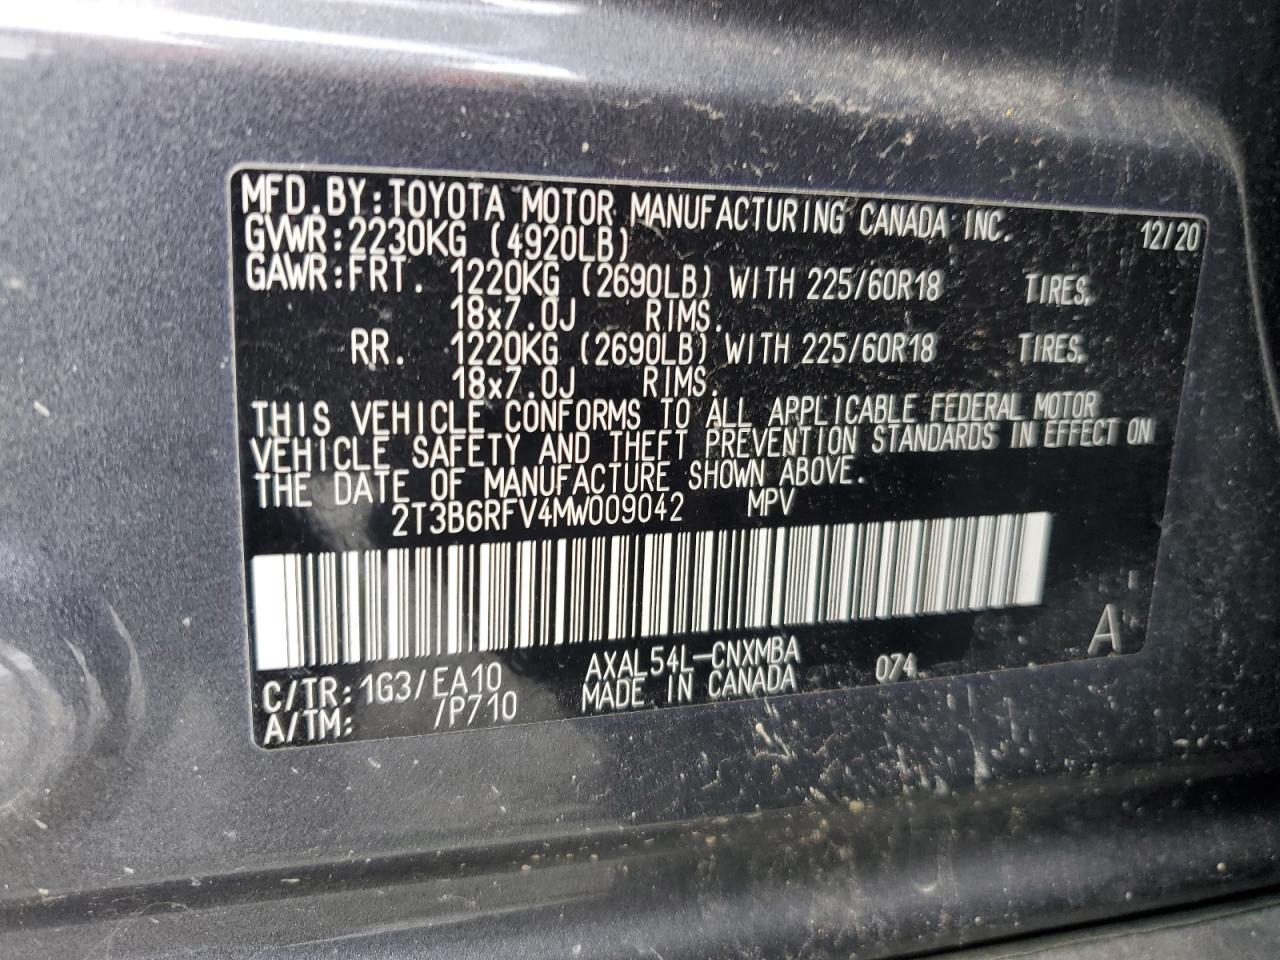 MFD.BY:TOYOTA MOTOR MANUFACTURING CANADA INC. 12/20
GVWR:2230KG (4920LB)
GAWR:FRT. 1220KG (2690LB) WITH 225/60R18 TIRES,
18x7.0J RIMS.
RR. 1220KG (2690LB) WITH 225/60R18 TIRES,
18x7.0J RIMS.
THIS VEHICLE CONFORMS TO ALL APPLICABLE FEDERAL MOTOR
VEHICLE SAFETY AND THEFT PREVENTION STANDARDS IN EFFECT ON
THE DATE OF MANUFACTURE SHOWN ABOVE.
2T3B6RFV4MW009042 MPV
A
C/TR:1G3/EA10 AXAL54L-CNXMBA 074
A/TM: /P710 MADE IN CANADA